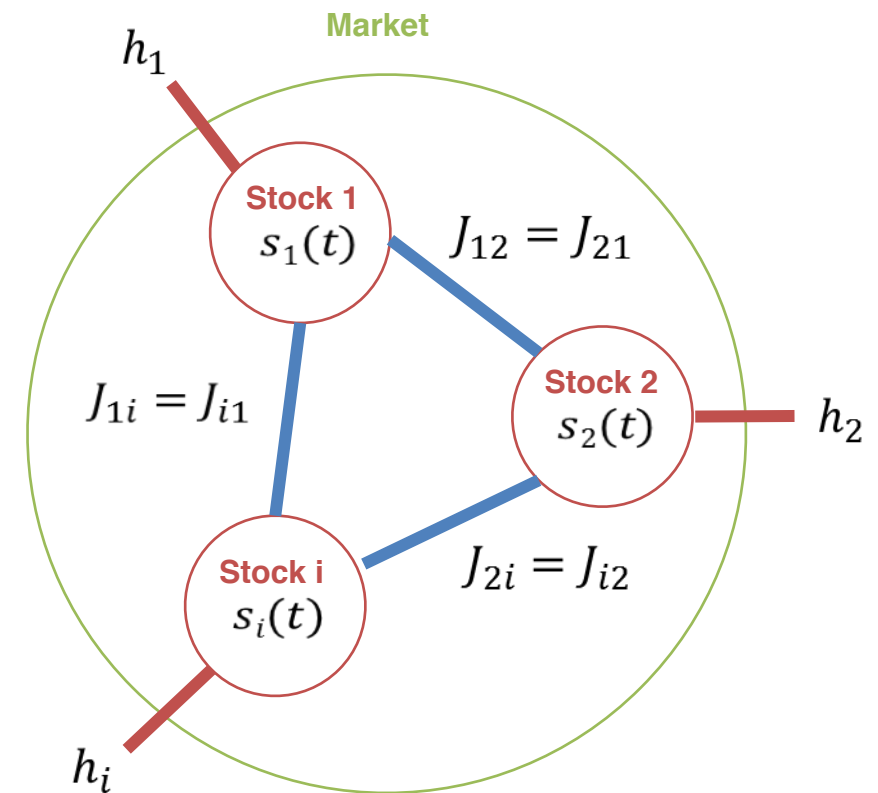 Market
h₁
Stock 1
s₁(t)
J₁₂ = J₂₁
Stock 2
s₂(t)
h₂
J₁ᵢ = Jᵢ₁
Stock i
sᵢ(t)
J₂ᵢ = Jᵢ₂
hᵢ